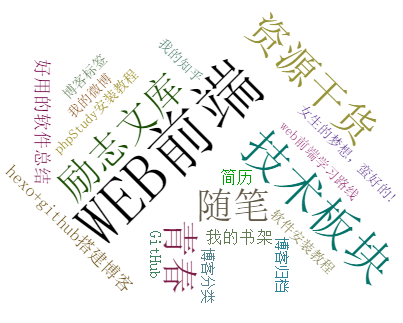 资源干货
我的知乎
博客标签
我的微博
phpStudy安装教程
好用的软件总结
励志文库
WEB前端
女生的梦想，蛮好的!
web前端学习路线
技术板块
简历
随笔
hexo+github搭建博客
青春
GitHub
我的书架
软件安装教程
博客分类
博客归档